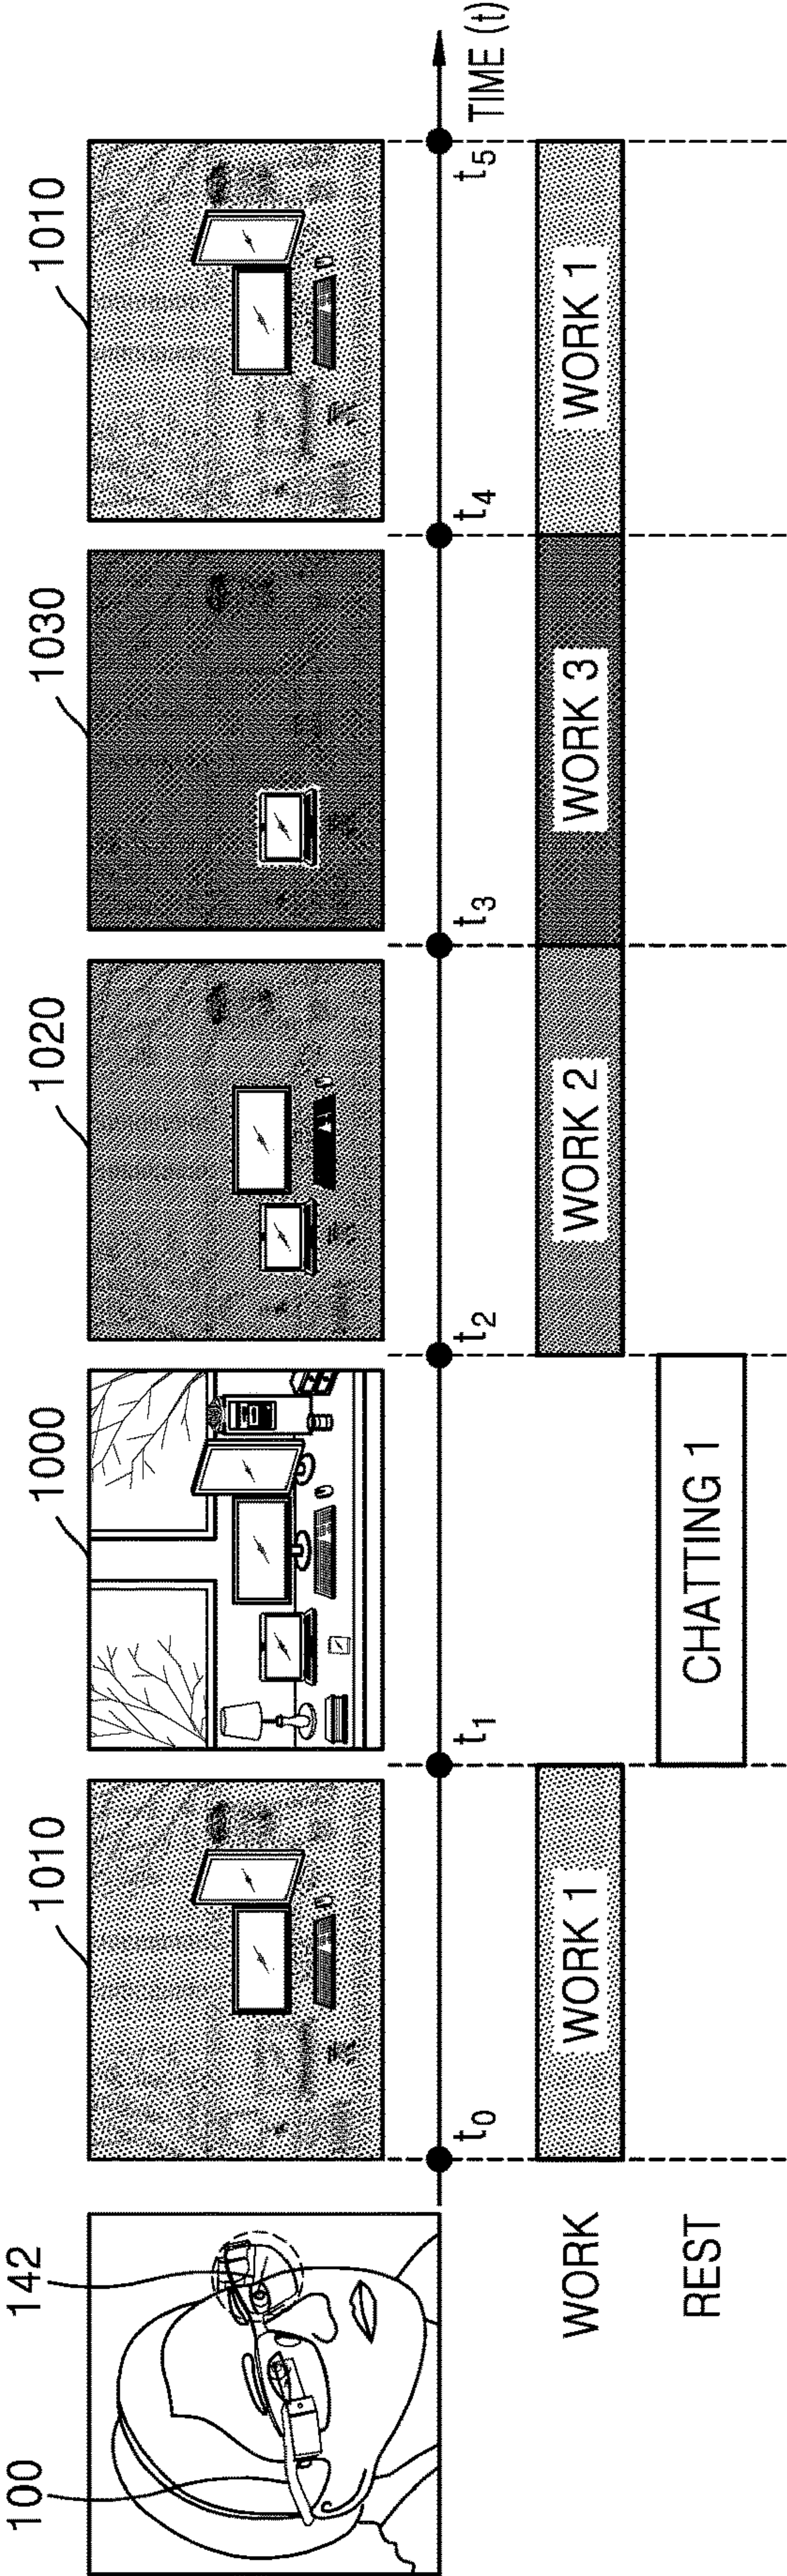 100 142 1010 1000 1020 1030 1010
t0 t1 t2 t3 t4 t5 TIME (t)
WORK WORK 1 WORK 2 WORK 3 WORK 1
REST CHATTING 1